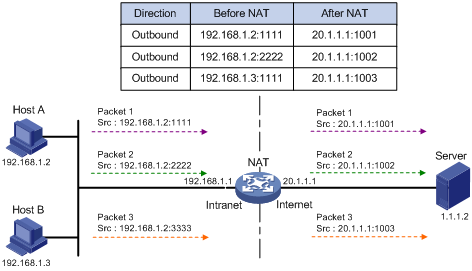 Direction Before NAT After NAT
Outbound 192.168.1.2:1111 20.1.1.1:1001
Outbound 192.168.1.2:2222 20.1.1.1:1002
Outbound 192.168.1.3:1111 20.1.1.1:1003
Host A
192.168.1.2
Packet 1
Src : 192.168.1.2:1111
Packet 1
Src : 20.1.1.1:1001
Packet 2
Src : 192.168.1.2:2222
NAT
Packet 2
Src : 20.1.1.1:1002
Server
1.1.1.2
192.168.1.1
20.1.1.1
Intranet
Internet
Host B
192.168.1.3
Packet 3
Src : 192.168.1.2:3333
Packet 3
Src : 20.1.1.1:1003